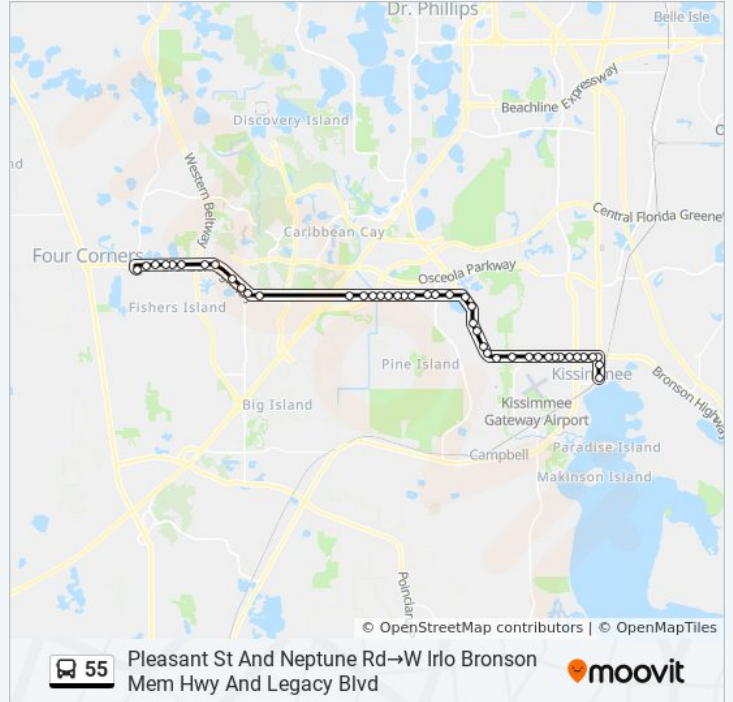 Dr. Phillips
Belle Isle
Beachline Expressway
Discovery Island
Western Beltway
Central Florida Greene
Caribbean Cay
Four Corners
Osceola Parkway
Fishers Island
Pine Island
Kissimmee
Bronson Highway
Big Island
Kissimmee
Gateway Airport
Campbell
Paradise Island
Makinson Island
Poincian
© OpenStreetMap contributors | © OpenMapTiles
55
Pleasant St And Neptune Rd→W Irlo Bronson
Mem Hwy And Legacy Blvd
moovit